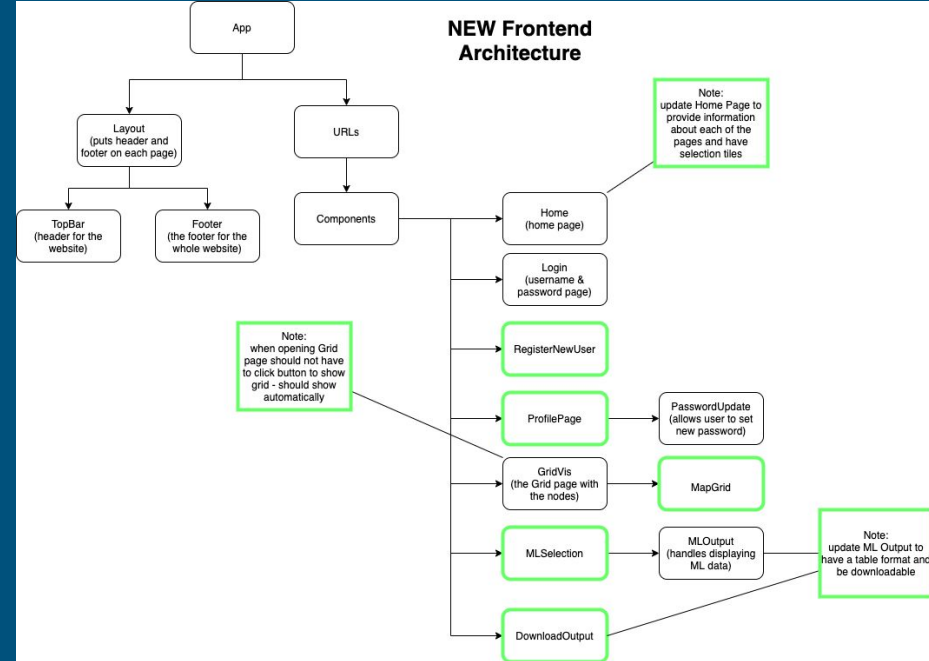 App
NEW Frontend
Architecture
Note:
update Home Page to
provide information
about each of the
pages and have
selection tiles
Layout
(puts header and
footer on each page)
URLs
TopBar
(header for the
website)
Footer
(the footer for the
whole website)
Components
Home
(home page)
Login
(username &
password page)
Note:
when opening Grid
page should not have
to click button to show
grid - should show
automatically
RegisterNewUser
ProfilePage
PasswordUpdate
(allows user to set
new password)
GridVis
(the Grid page with
the nodes)
MapGrid
MLSelection
MLOutput
(handles displaying
ML data)
Note:
update ML Output to
have a table format and
be downloadable
DownloadOutput